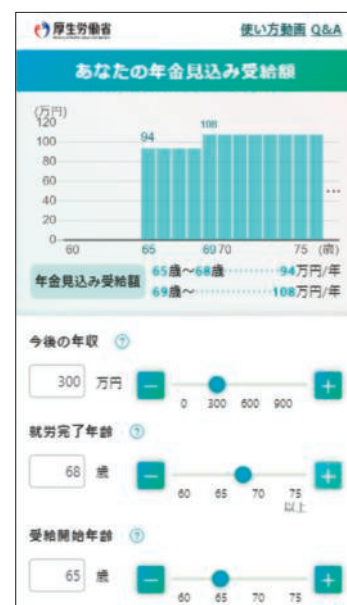 厚生労働省 使い方動画 Q&A
あなたの年金見込み受給額
(万円)
120
100
80
60
40
20
0
94
108
…
60 65 69 70 75 (歳)
年金見込み受給額
65歳～68歳 94万円/年
69歳～ 108万円/年
今後の年収 ?
300 万円 − +
0 300 600 900
就労完了年齢 ?
68 歳 − +
60 65 70 75
以上
受給開始年齢 ?
65 歳 − +
60 65 70 75